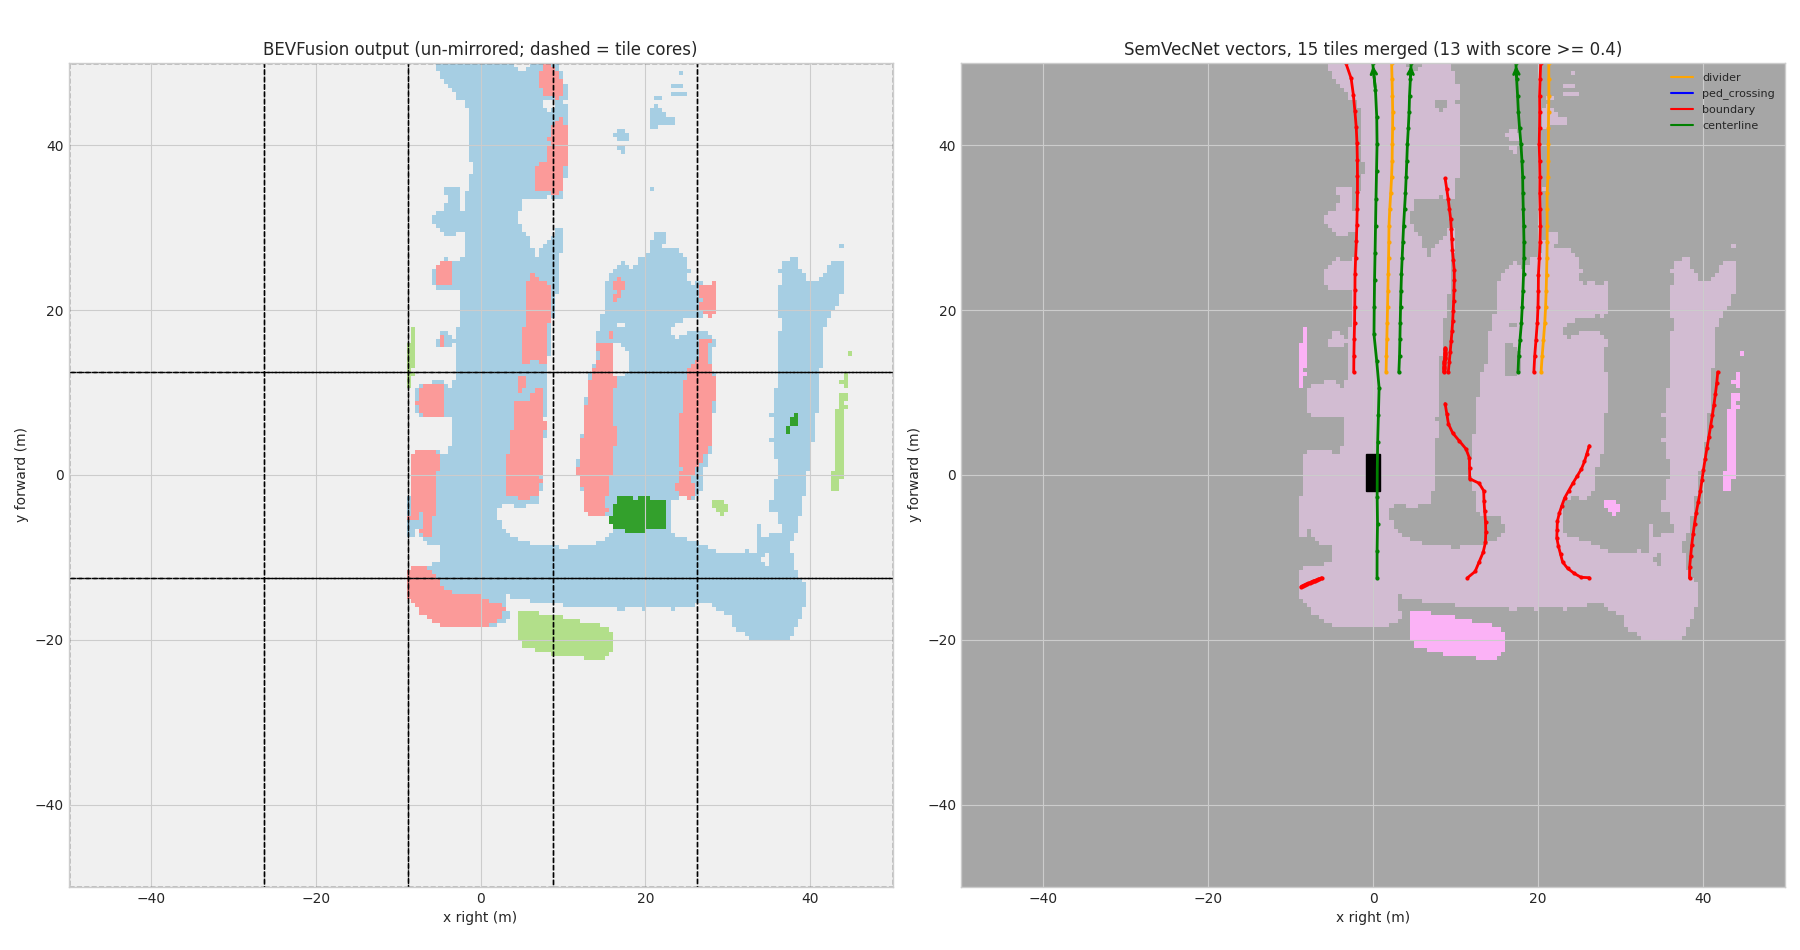 BEVFusion output (un-mirrored; dashed = tile cores)
40
20
0
−20
−40
y forward (m)
−40
−20
0
20
40
x right (m)
SemVecNet vectors, 15 tiles merged (13 with score >= 0.4)
divider
ped_crossing
boundary
centerline
40
20
0
−20
−40
y forward (m)
−40
−20
0
20
40
x right (m)